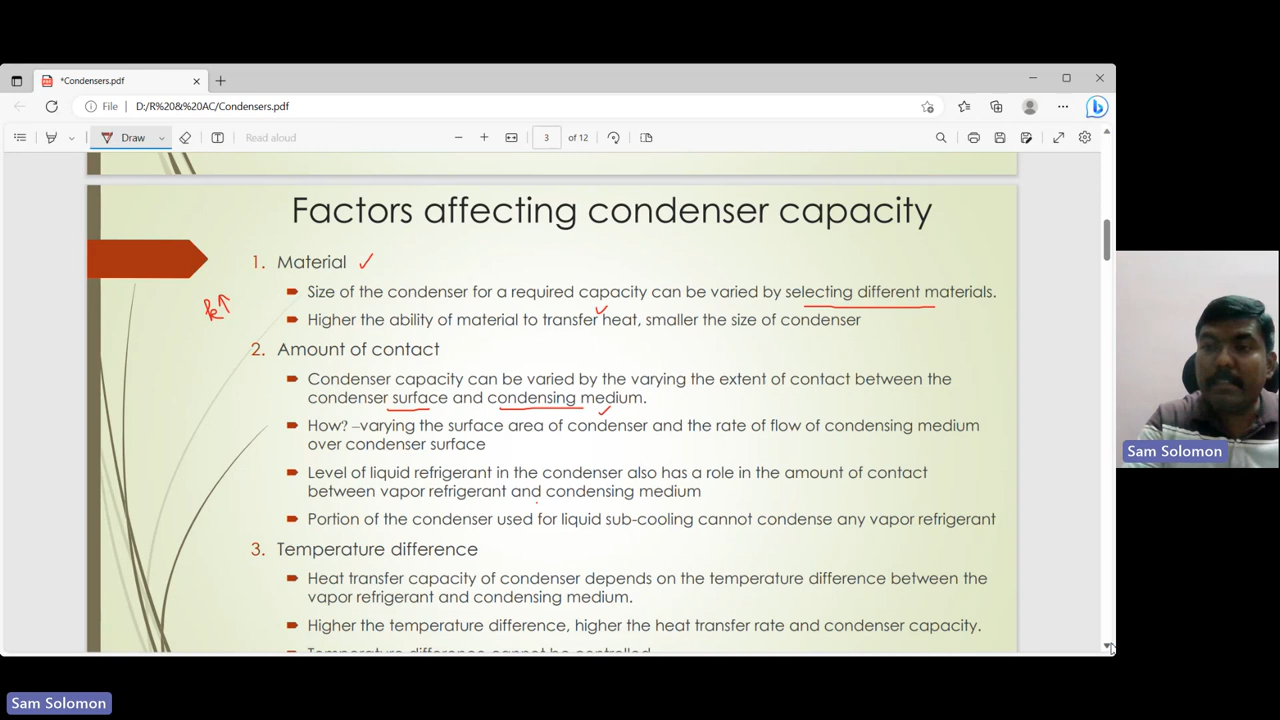 *Condensers.pdf
File | D:/R%20&%20AC/Condensers.pdf
Draw
Read aloud
3 of 12
Factors affecting condenser capacity
1. Material ✓
Size of the condenser for a required capacity can be varied by selecting different materials.
k↑
Higher the ability of material to transfer heat, smaller the size of condenser
2. Amount of contact
Condenser capacity can be varied by the varying the extent of contact between the
condenser surface and condensing medium.
How? –varying the surface area of condenser and the rate of flow of condensing medium
over condenser surface
Level of liquid refrigerant in the condenser also has a role in the amount of contact
between vapor refrigerant and condensing medium
Portion of the condenser used for liquid sub-cooling cannot condense any vapor refrigerant
3. Temperature difference
Heat transfer capacity of condenser depends on the temperature difference between the
vapor refrigerant and condensing medium.
Higher the temperature difference, higher the heat transfer rate and condenser capacity.
Temperature difference cannot be controlled
Sam Solomon
Sam Solomon